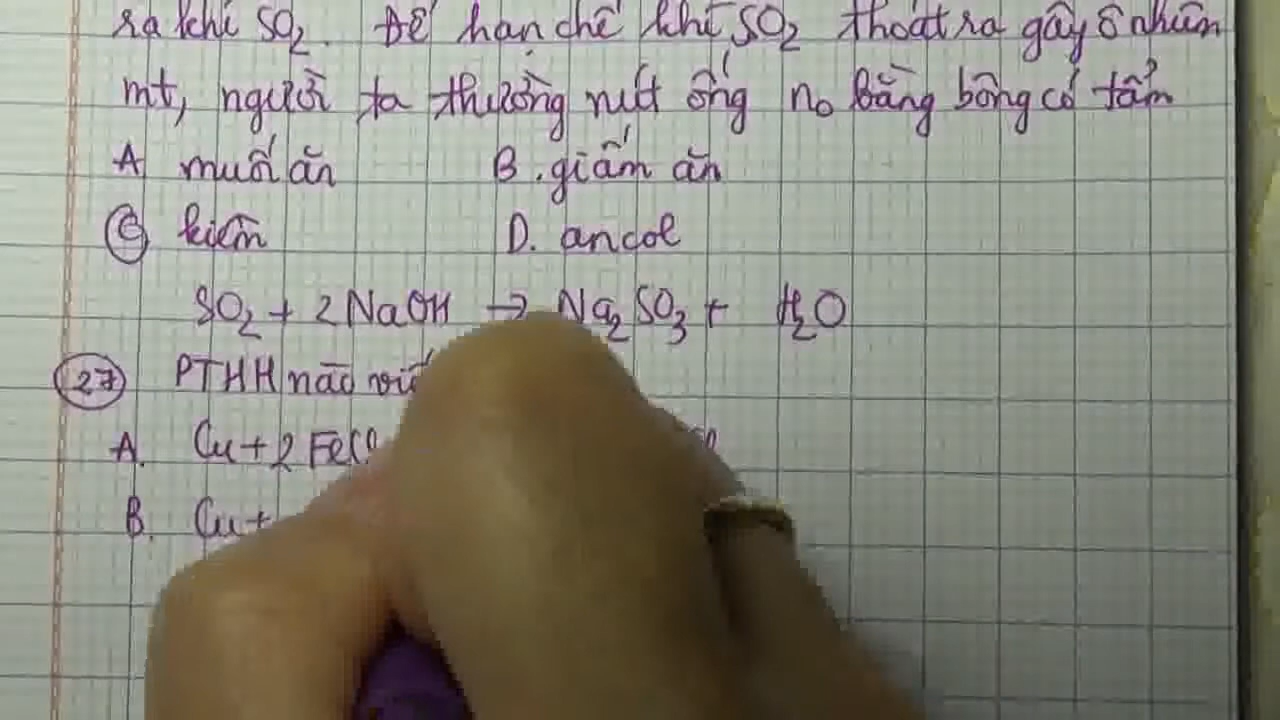 ra khí SO₂. Để hạn chế khí SO₂ thoát ra gây ô nhiễm
mt, người ta thường nút ống no bằng bông có tẩm
A muối ăn B. giấm ăn
C kiềm D. ancol
SO₂ + 2NaOH → Na₂SO₃ + H₂O
27 PTHH nào
A. Cu + 2
B. Cu +